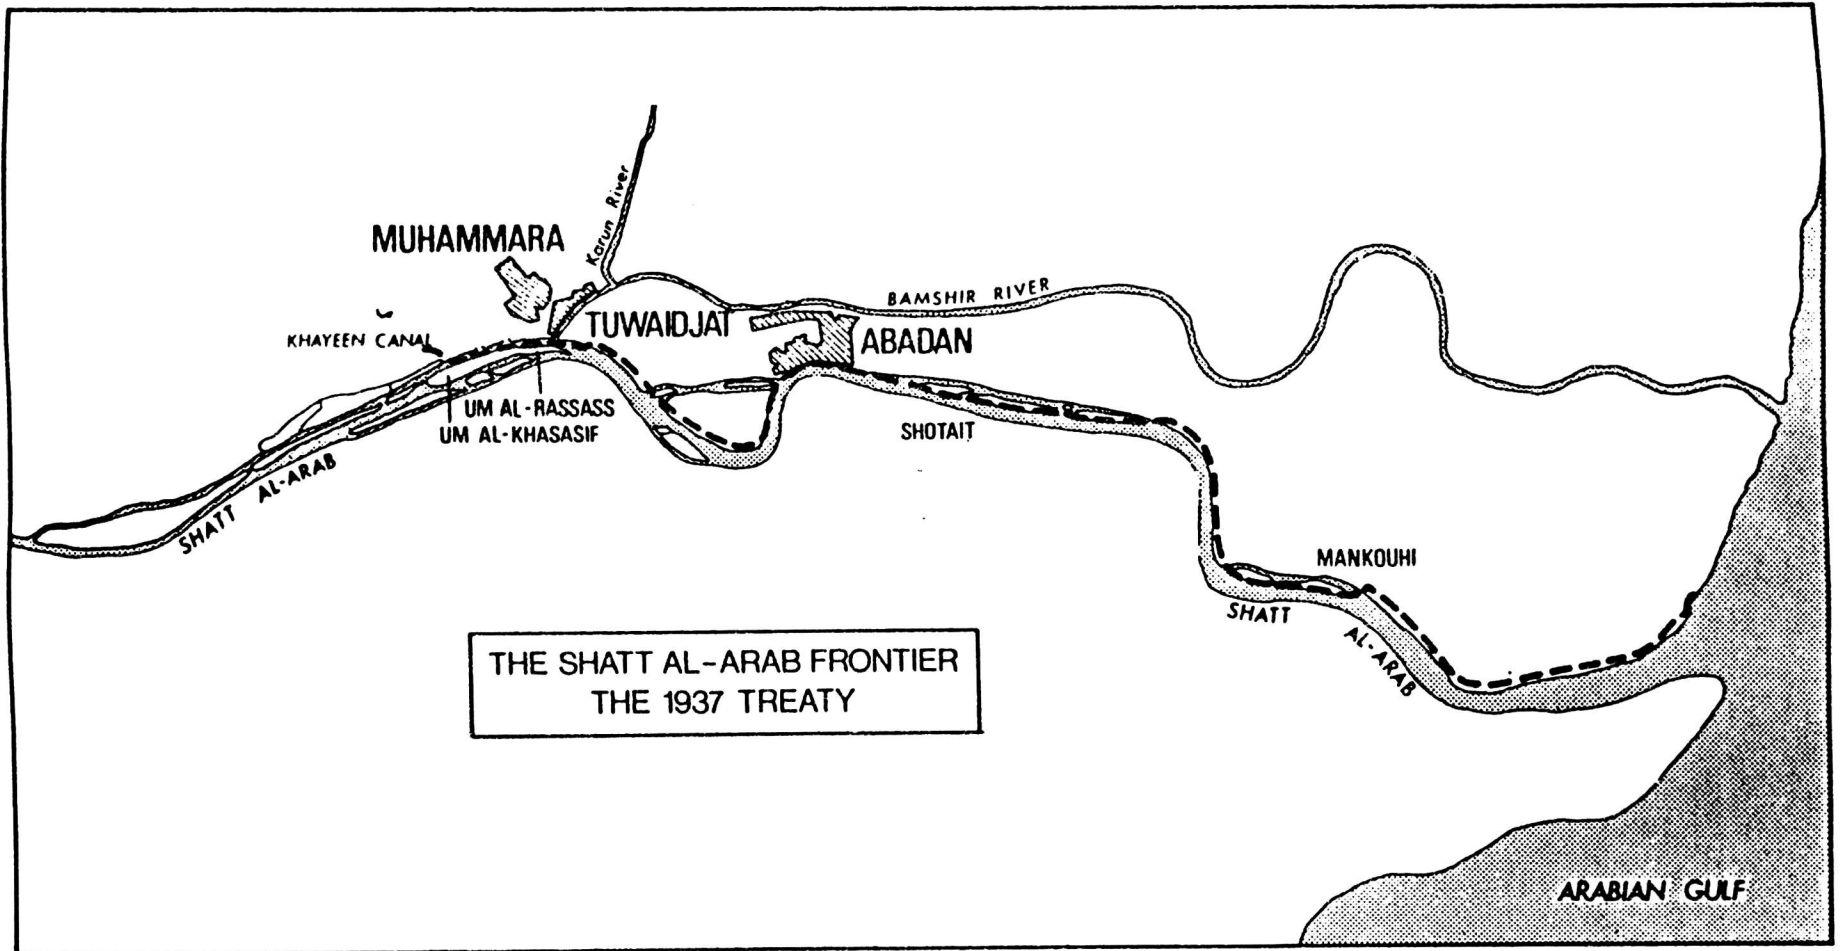 Karun River
MUHAMMARA
BAMSHIR RIVER
KHAYEEN CANAL
TUWAIDJAT
ABADAN
UM AL-RASSASS
UM AL-KHASASIF
SHOTAIT
SHATT AL-ARAB
MANKOUHI
SHATT AL-ARAB
THE SHATT AL-ARAB FRONTIER
THE 1937 TREATY
ARABIAN GULF